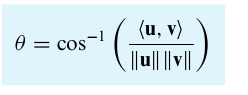 θ = cos⁻¹ ( ⟨u, v⟩ / ‖u‖ ‖v‖ )